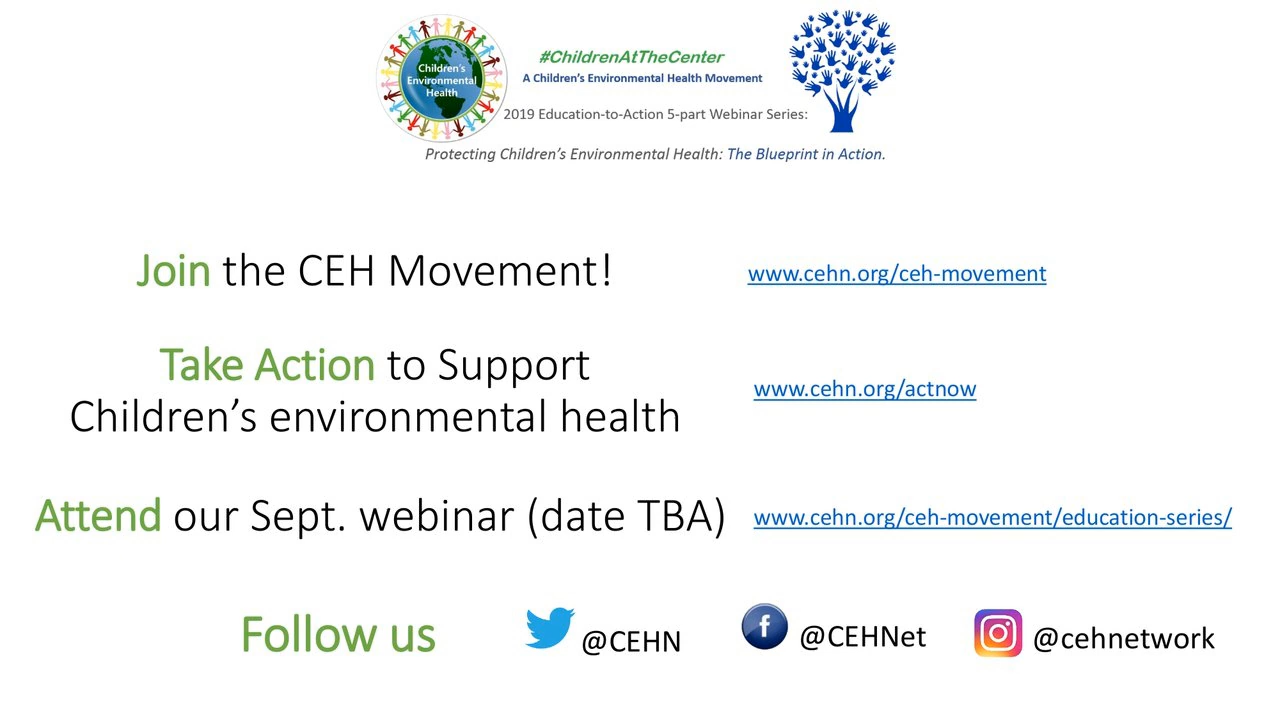 Children's
Environmental
Health
#ChildrenAtTheCenter
A Children's Environmental Health Movement
2019 Education-to-Action 5-part Webinar Series:
Protecting Children's Environmental Health: The Blueprint in Action.
Join the CEH Movement!
www.cehn.org/ceh-movement
Take Action to Support
Children's environmental health
www.cehn.org/actnow
Attend our Sept. webinar (date TBA)
www.cehn.org/ceh-movement/education-series/
Follow us
@CEHN
@CEHNet
@cehnetwork